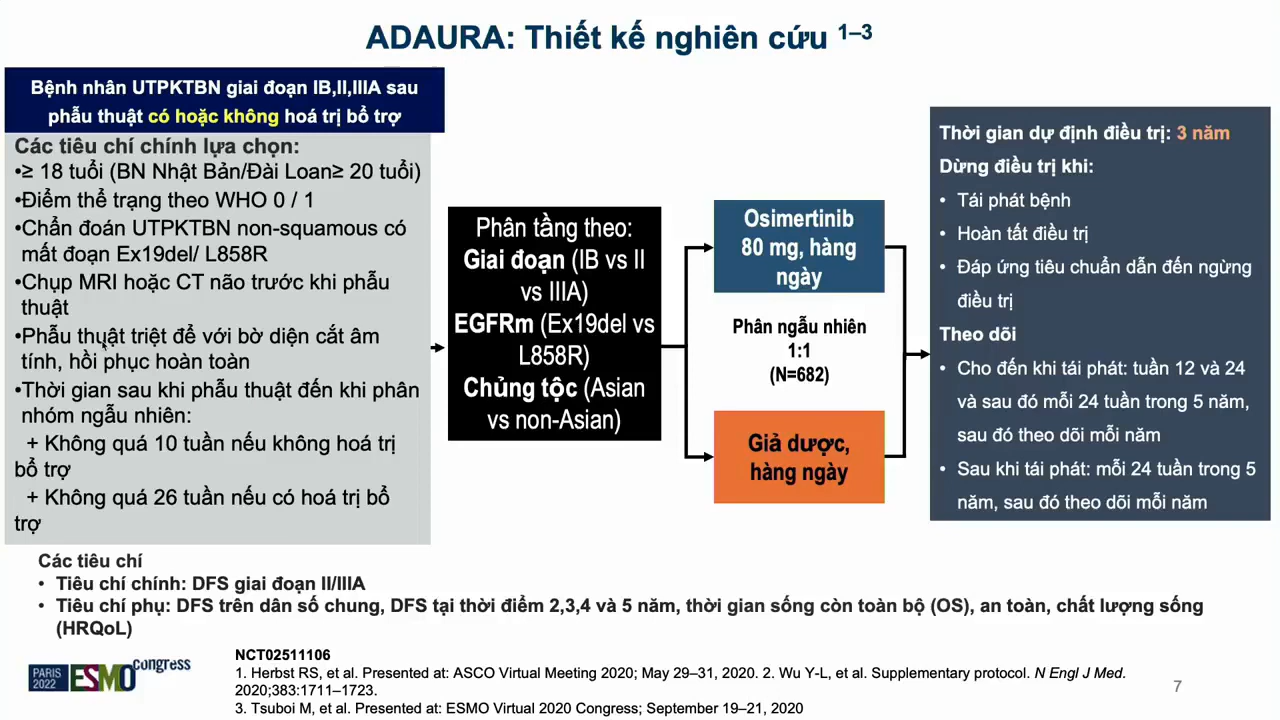 ADAURA: Thiết kế nghiên cứu 1–3
Bệnh nhân UTPKTBN giai đoạn IB,II,IIIA sau
phẫu thuật có hoặc không hoá trị bổ trợ
Các tiêu chí chính lựa chọn:
•≥ 18 tuổi (BN Nhật Bản/Đài Loan≥ 20 tuổi)
•Điểm thể trạng theo WHO 0 / 1
•Chẩn đoán UTPKTBN non-squamous có
mất đoạn Ex19del/ L858R
•Chụp MRI hoặc CT não trước khi phẫu
thuật
•Phẫu thuật triệt để với bờ diện cắt âm
tính, hồi phục hoàn toàn
•Thời gian sau khi phẫu thuật đến khi phân
nhóm ngẫu nhiên:
+ Không quá 10 tuần nếu không hoá trị
bổ trợ
+ Không quá 26 tuần nếu có hoá trị bổ
trợ
Phân tầng theo:
Giai đoạn (IB vs II
vs IIIA)
EGFRm (Ex19del vs
L858R)
Chủng tộc (Asian
vs non-Asian)
Osimertinib
80 mg, hàng
ngày
Phân ngẫu nhiên
1:1
(N=682)
Giả dược,
hàng ngày
Thời gian dự định điều trị: 3 năm
Dừng điều trị khi:
• Tái phát bệnh
• Hoàn tất điều trị
• Đáp ứng tiêu chuẩn dẫn đến ngừng
điều trị
Theo dõi
• Cho đến khi tái phát: tuần 12 và 24
và sau đó mỗi 24 tuần trong 5 năm,
sau đó theo dõi mỗi năm
• Sau khi tái phát: mỗi 24 tuần trong 5
năm, sau đó theo dõi mỗi năm
Các tiêu chí
• Tiêu chí chính: DFS giai đoạn II/IIIA
• Tiêu chí phụ: DFS trên dân số chung, DFS tại thời điểm 2,3,4 và 5 năm, thời gian sống còn toàn bộ (OS), an toàn, chất lượng sống
(HRQoL)
PARIS
2022
ESMO congress
NCT02511106
1. Herbst RS, et al. Presented at: ASCO Virtual Meeting 2020; May 29–31, 2020. 2. Wu Y-L, et al. Supplementary protocol. N Engl J Med.
2020;383:1711–1723.
3. Tsuboi M, et al. Presented at: ESMO Virtual 2020 Congress; September 19–21, 2020
7